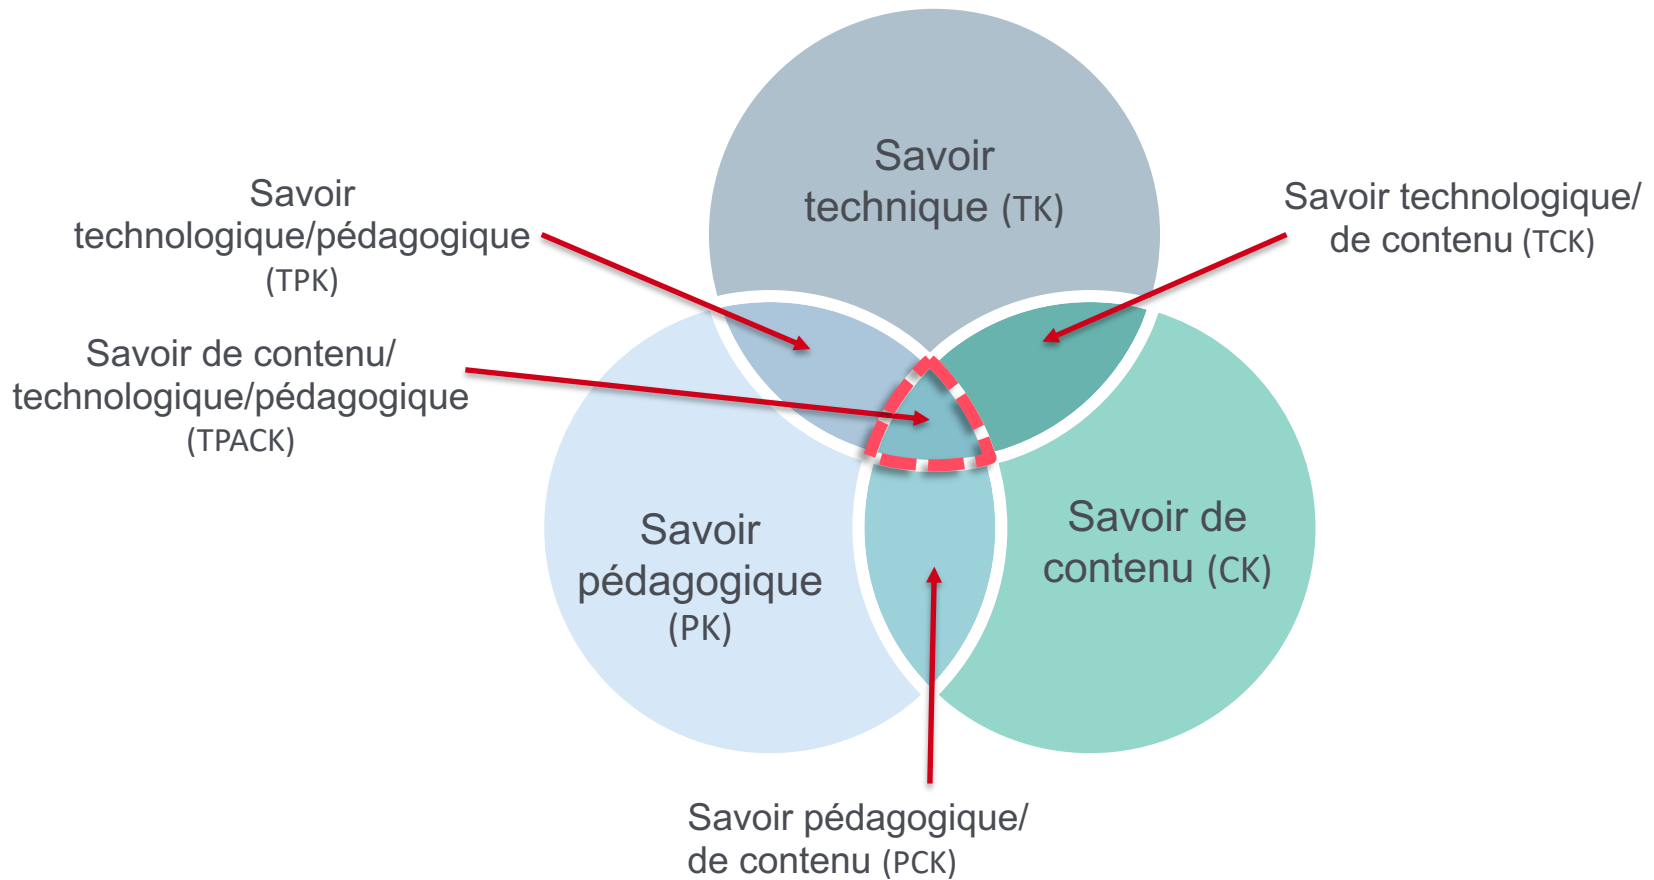 Savoir
technique (TK)
Savoir
technologique/pédagogique
(TPK)
Savoir technologique/
de contenu (TCK)
Savoir de contenu/
technologique/pédagogique
(TPACK)
Savoir
pédagogique
(PK)
Savoir de
contenu (CK)
Savoir pédagogique/
de contenu (PCK)